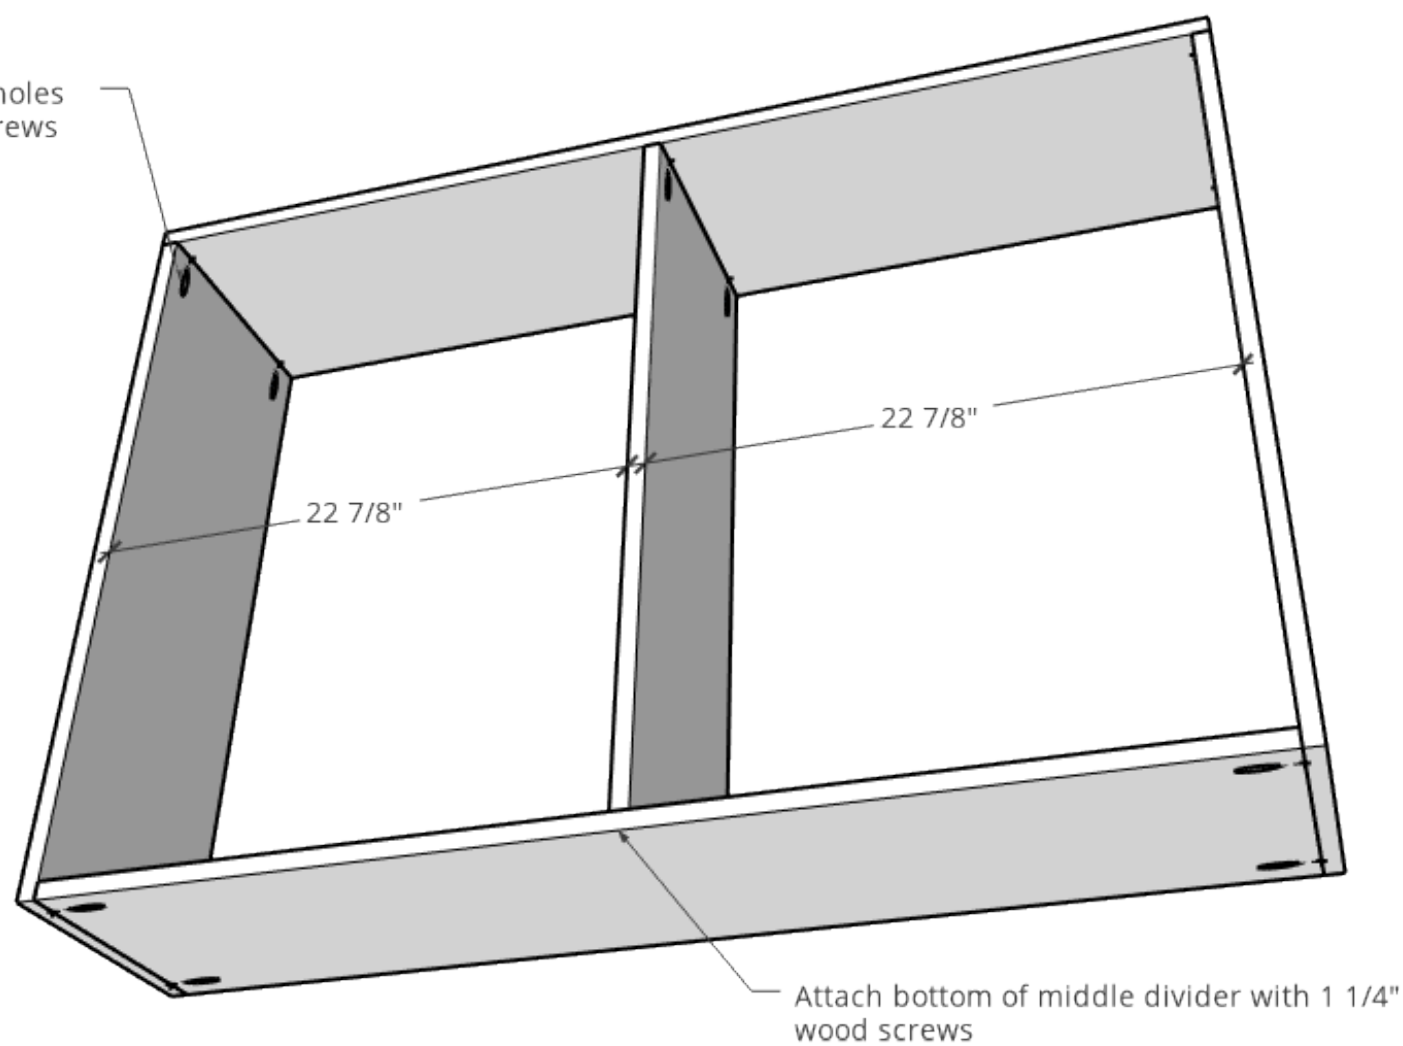 holes
rews
22 7/8"
22 7/8"
Attach bottom of middle divider with 1 1/4"
wood screws